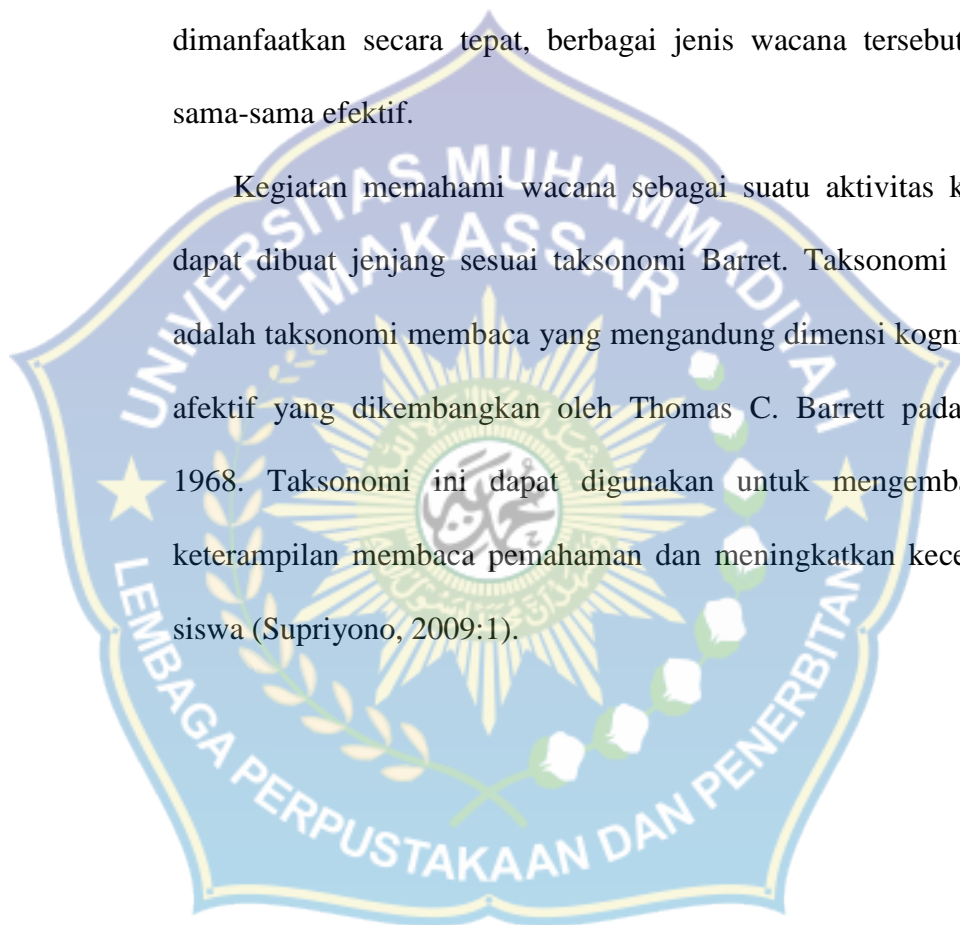 dimanfaatkan secara tepat, berbagai jenis wacana tersebut
sama-sama efektif.
Kegiatan memahami wacana sebagai suatu aktivitas k
dapat dibuat jenjang sesuai taksonomi Barret. Taksonomi
adalah taksonomi membaca yang mengandung dimensi kogni
afektif yang dikembangkan oleh Thomas C. Barrett pada
1968. Taksonomi ini dapat digunakan untuk mengemba
keterampilan membaca pemahaman dan meningkatkan kece
siswa (Supriyono, 2009:1).
UNIVERSITAS MUHAMMADIYAH
MAKASSAR
LEMBAGA PERPUSTAKAAN DAN PENERBITAN